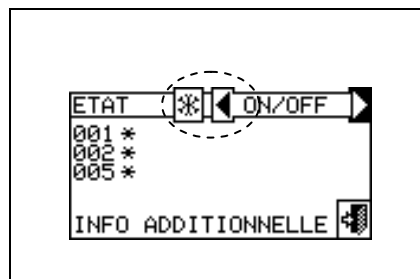 ETAT ON/OFF
001 *
002 *
005 *
INFO ADDITIONNELLE